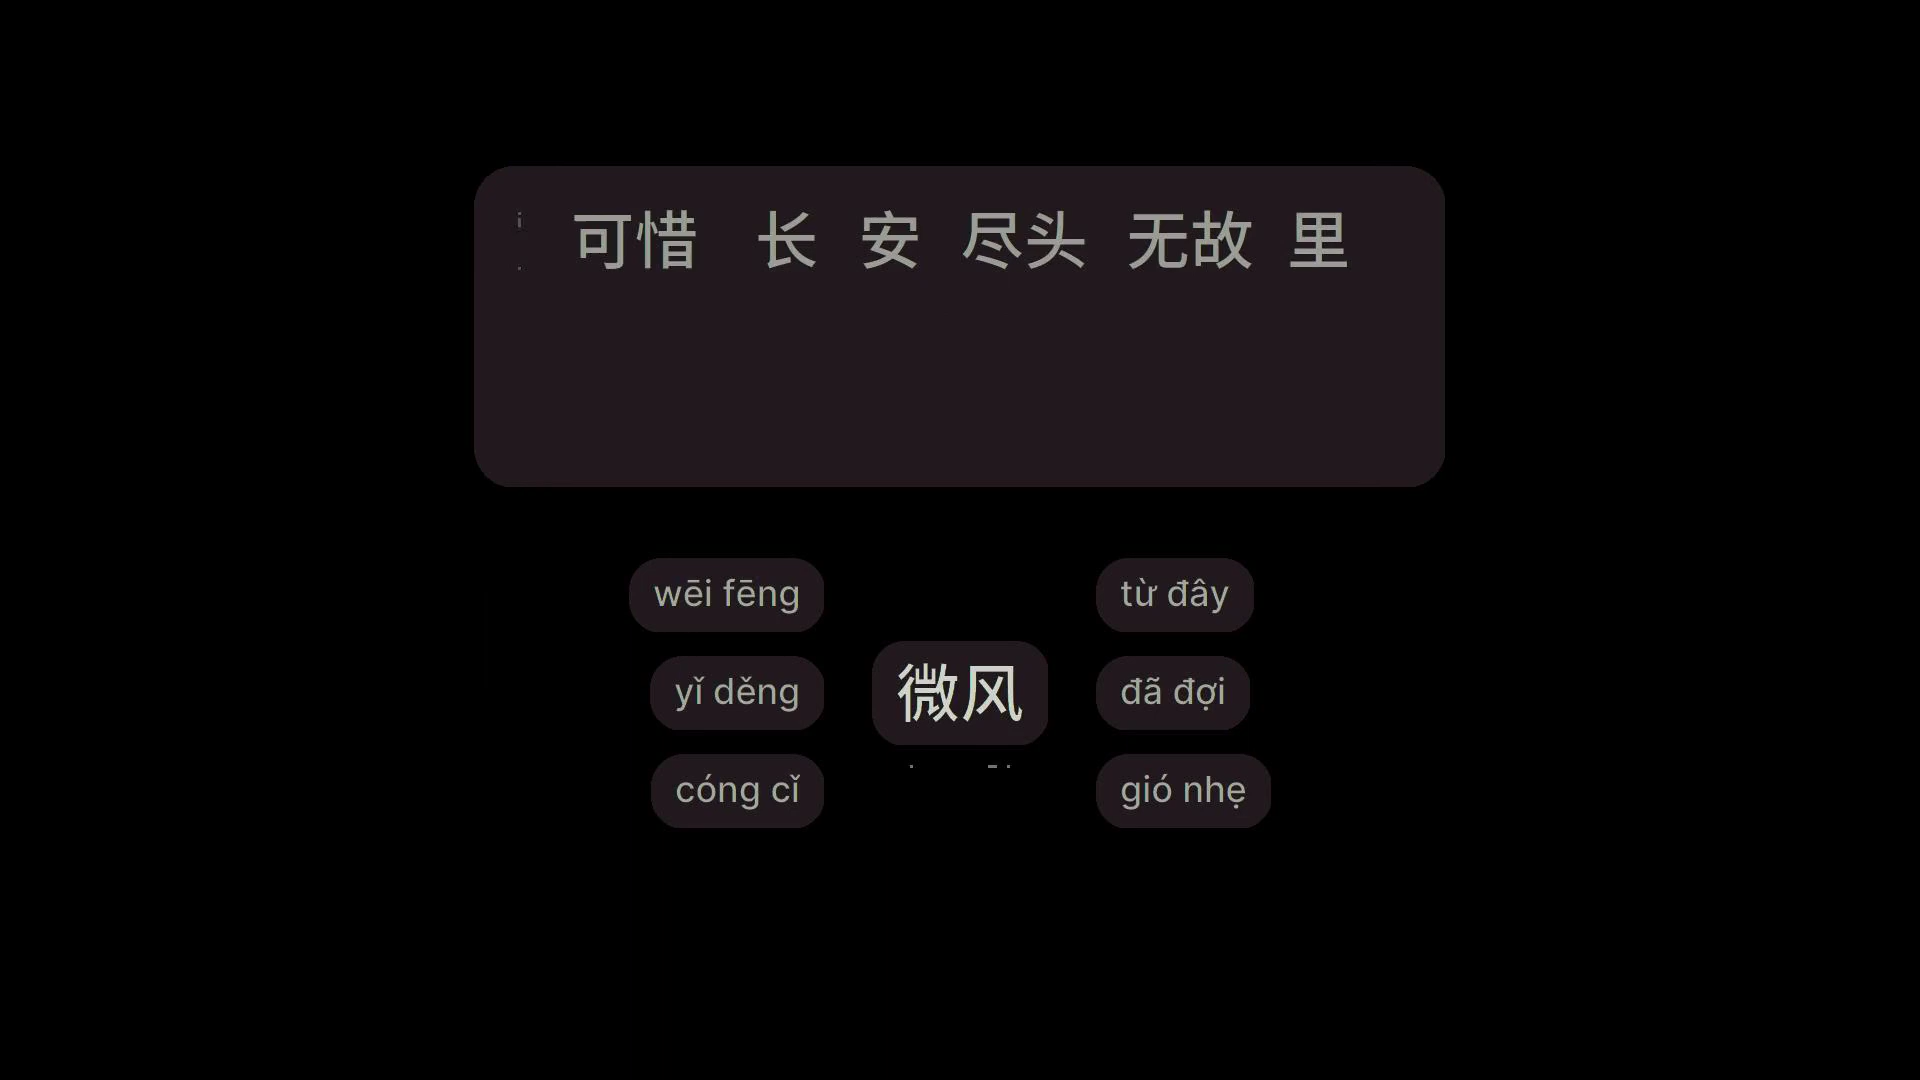 可惜 长 安 尽头 无故 里
wēi fēng
từ đây
yǐ děng
微风
đã đợi
cóng cǐ
gió nhẹ